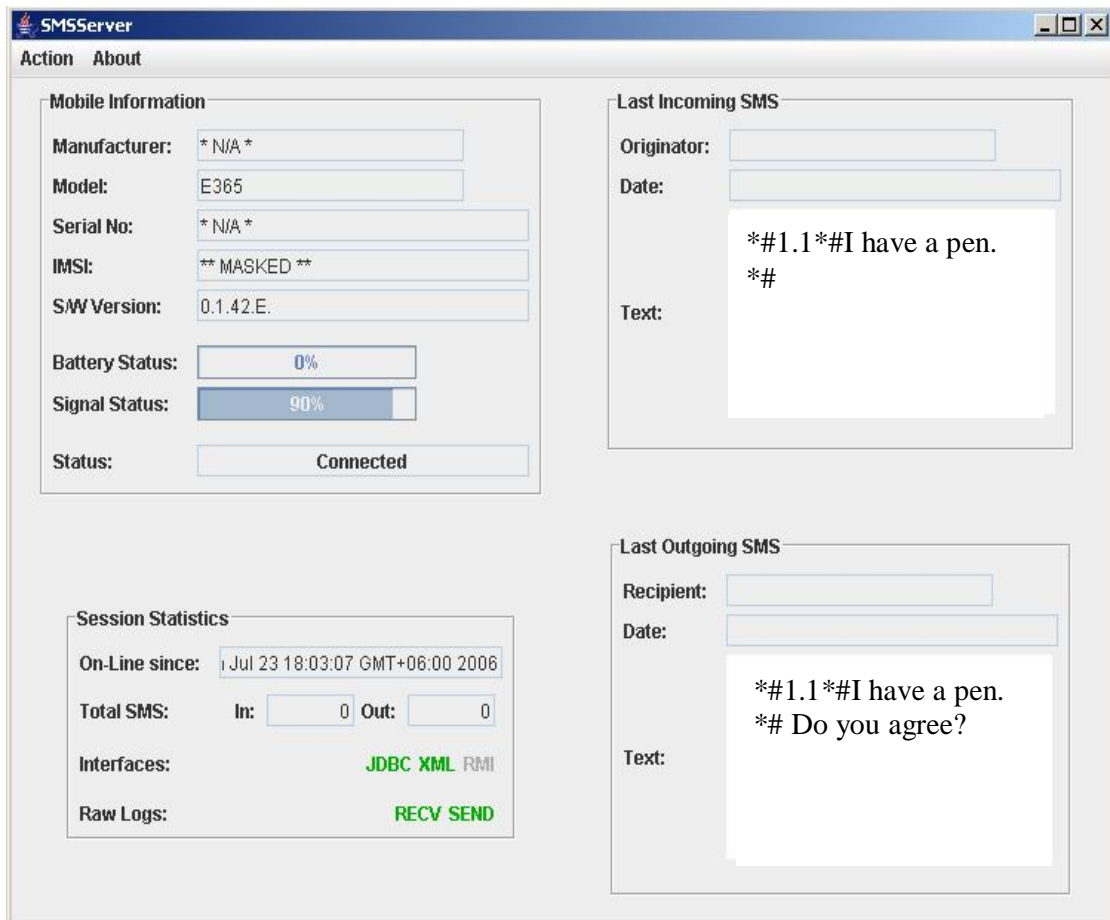 SMSServer
Action About
Mobile Information
Manufacturer: * N/A *
Model: E365
Serial No: * N/A *
IMSI: ** MASKED **
S/W Version: 0.1.42.E.
Battery Status: 0%
Signal Status: 90%
Status: Connected
Last Incoming SMS
Originator:
Date:
Text:
*#1.1*#I have a pen.
*#
Session Statistics
On-Line since: Jul 23 18:03:07 GMT+06:00 2006
Total SMS: In: 0 Out: 0
Interfaces: JDBC XML RMI
Raw Logs: RECV SEND
Last Outgoing SMS
Recipient:
Date:
Text:
*#1.1*#I have a pen.
*# Do you agree?